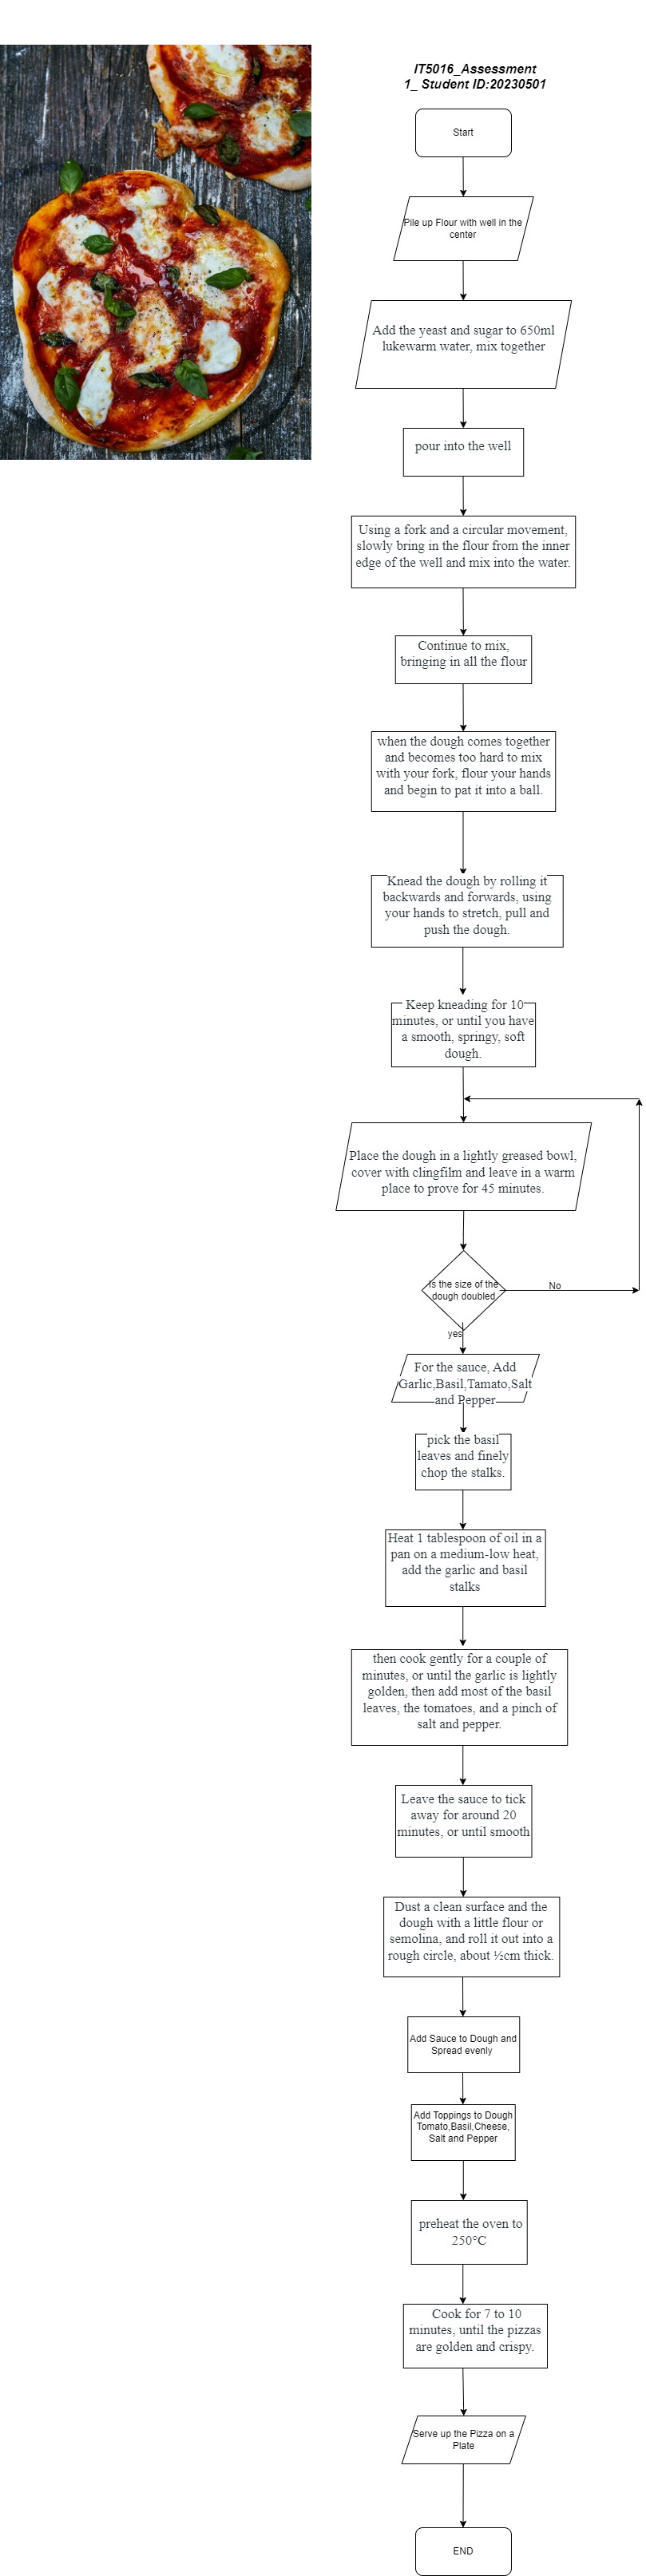 IT5016_Assessment
1_ Student ID:20230501
Start
Pile up Flour with well in the
center
Add the yeast and sugar to 650ml
lukewarm water, mix together
pour into the well
Using a fork and a circular movement,
slowly bring in the flour from the inner
edge of the well and mix into the water.
Continue to mix,
bringing in all the flour
when the dough comes together
and becomes too hard to mix
with your fork, flour your hands
and begin to pat it into a ball.
Knead the dough by rolling it
backwards and forwards, using
your hands to stretch, pull and
push the dough.
Keep kneading for 10
minutes, or until you have
a smooth, springy, soft
dough.
Place the dough in a lightly greased bowl,
cover with clingfilm and leave in a warm
place to prove for 45 minutes.
Is the size of the
dough doubled
No
yes
For the sauce, Add
Garlic,Basil,Tamato,Salt
and Pepper
pick the basil
leaves and finely
chop the stalks.
Heat 1 tablespoon of oil in a
pan on a medium-low heat,
add the garlic and basil
stalks
then cook gently for a couple of
minutes, or until the garlic is lightly
golden, then add most of the basil
leaves, the tomatoes, and a pinch of
salt and pepper.
Leave the sauce to tick
away for around 20
minutes, or until smooth
Dust a clean surface and the
dough with a little flour or
semolina, and roll it out into a
rough circle, about ½cm thick.
Add Sauce to Dough and
Spread evenly
Add Toppings to Dough
Tomato,Basil,Cheese,
Salt and Pepper
preheat the oven to
250°C
Cook for 7 to 10
minutes, until the pizzas
are golden and crispy.
Serve up the Pizza on a
Plate
END